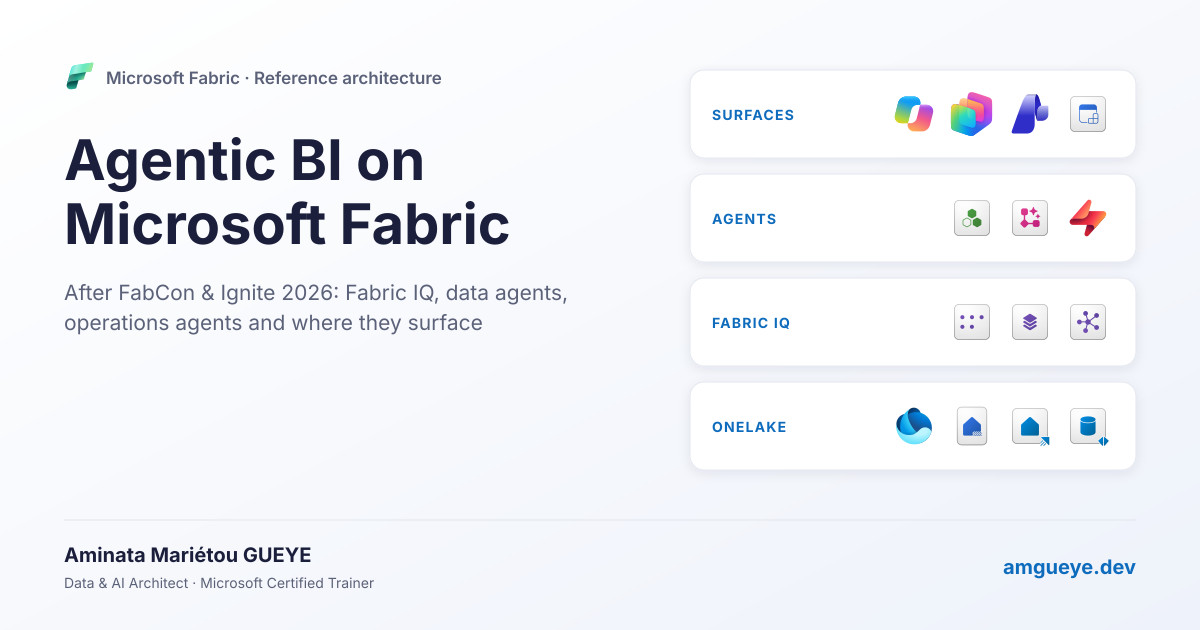 Microsoft Fabric · Reference architecture
Agentic BI on
Microsoft Fabric
After FabCon & Ignite 2026: Fabric IQ, data agents,
operations agents and where they surface
SURFACES
AGENTS
FABRIC IQ
ONELAKE
Aminata Mariétou GUEYE
Data & AI Architect · Microsoft Certified Trainer
amgueye.dev